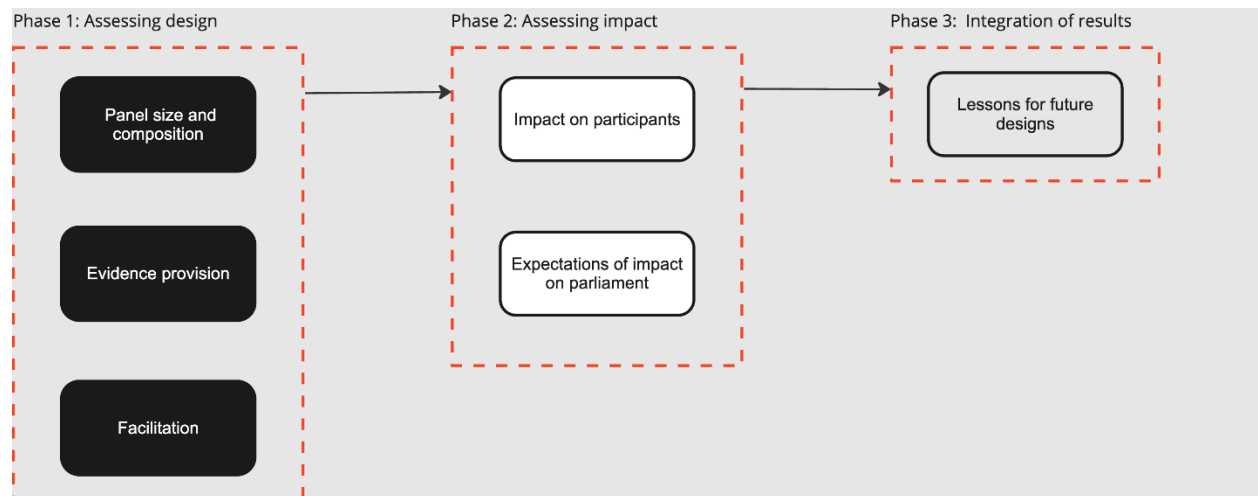 Phase 1: Assessing design
Panel size and
composition
Evidence provision
Facilitation
Phase 2: Assessing impact
Impact on participants
Expectations of impact
on parliament
Phase 3:  Integration of results
Lessons for future
designs